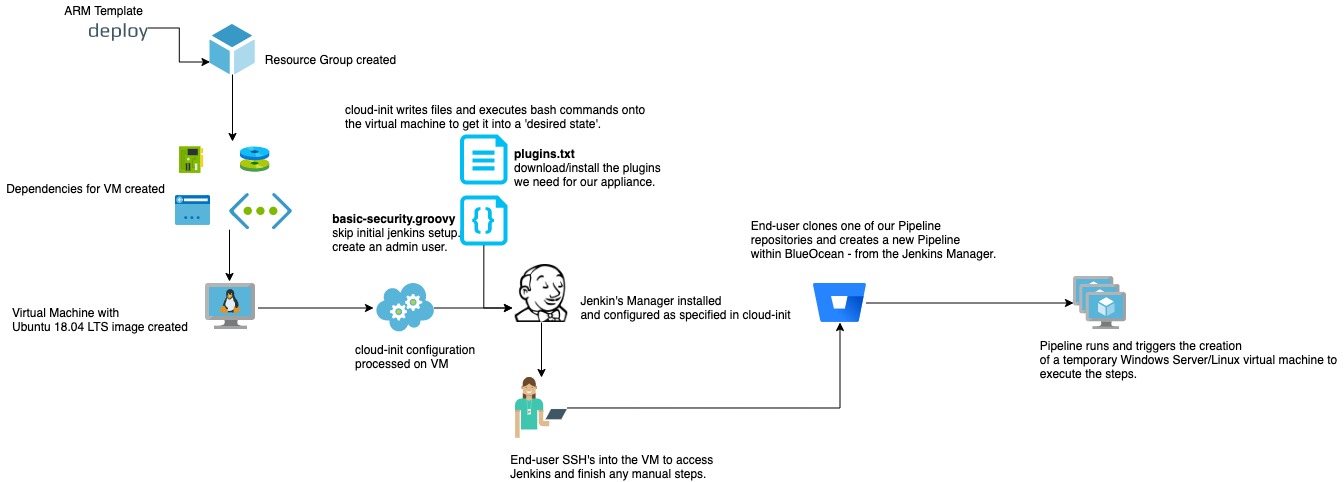 ARM Template
deploy
Resource Group created
cloud-init writes files and executes bash commands onto
the virtual machine to get it into a 'desired state'.
plugins.txt
download/install the plugins
we need for our appliance.
Dependencies for VM created
basic-security.groovy
skip initial jenkins setup.
create an admin user.
End-user clones one of our Pipeline
repositories and creates a new Pipeline
within BlueOcean - from the Jenkins Manager.
Virtual Machine with
Ubuntu 18.04 LTS image created
Jenkin's Manager installed
and configured as specified in cloud-init
cloud-init configuration
processed on VM
Pipeline runs and triggers the creation
of a temporary Windows Server/Linux virtual machine to
execute the steps.
End-user SSH's into the VM to access
Jenkins and finish any manual steps.